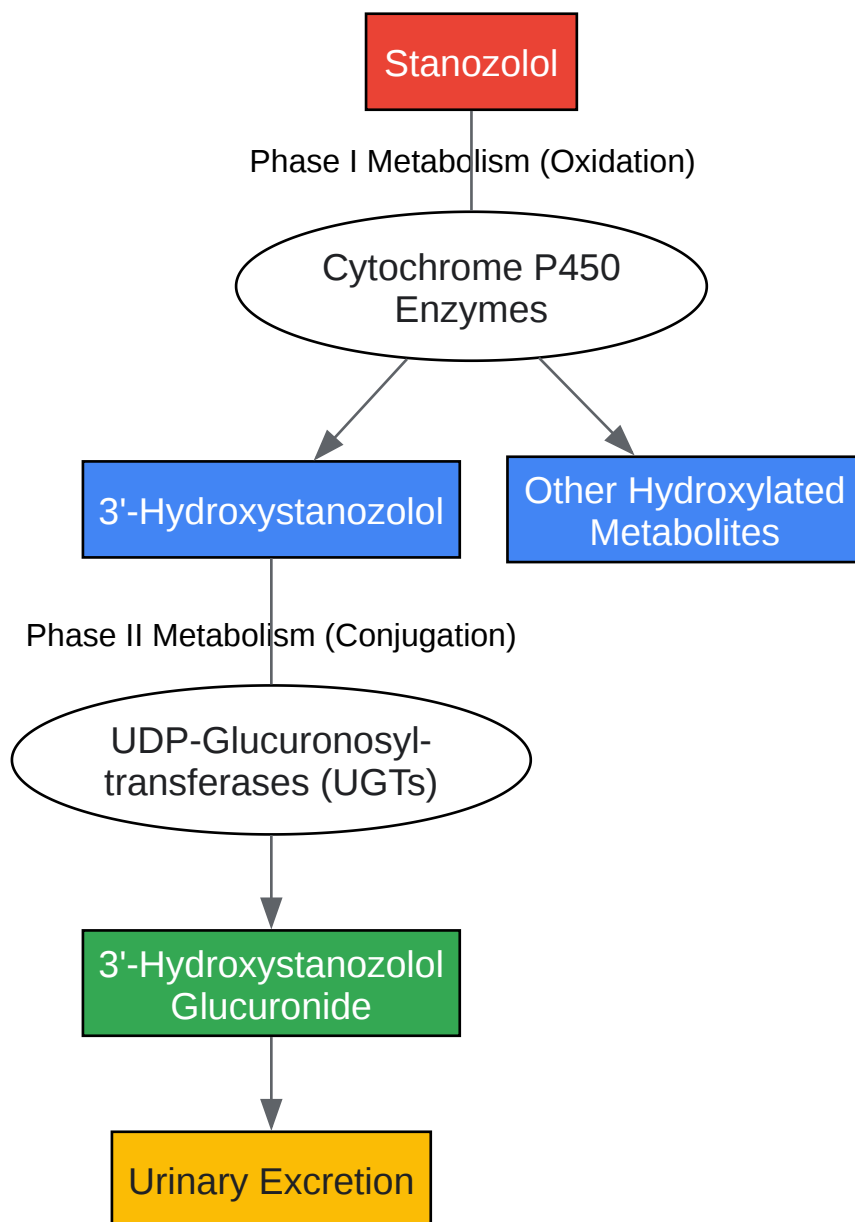 Stanozolol
Phase I Metabolism (Oxidation)
Cytochrome P450
Enzymes
3'-Hydroxystanozolol
Other Hydroxylated
Metabolites
Phase II Metabolism (Conjugation)
UDP-Glucuronosyl-
transferases (UGTs)
3'-Hydroxystanozolol
Glucuronide
Urinary Excretion